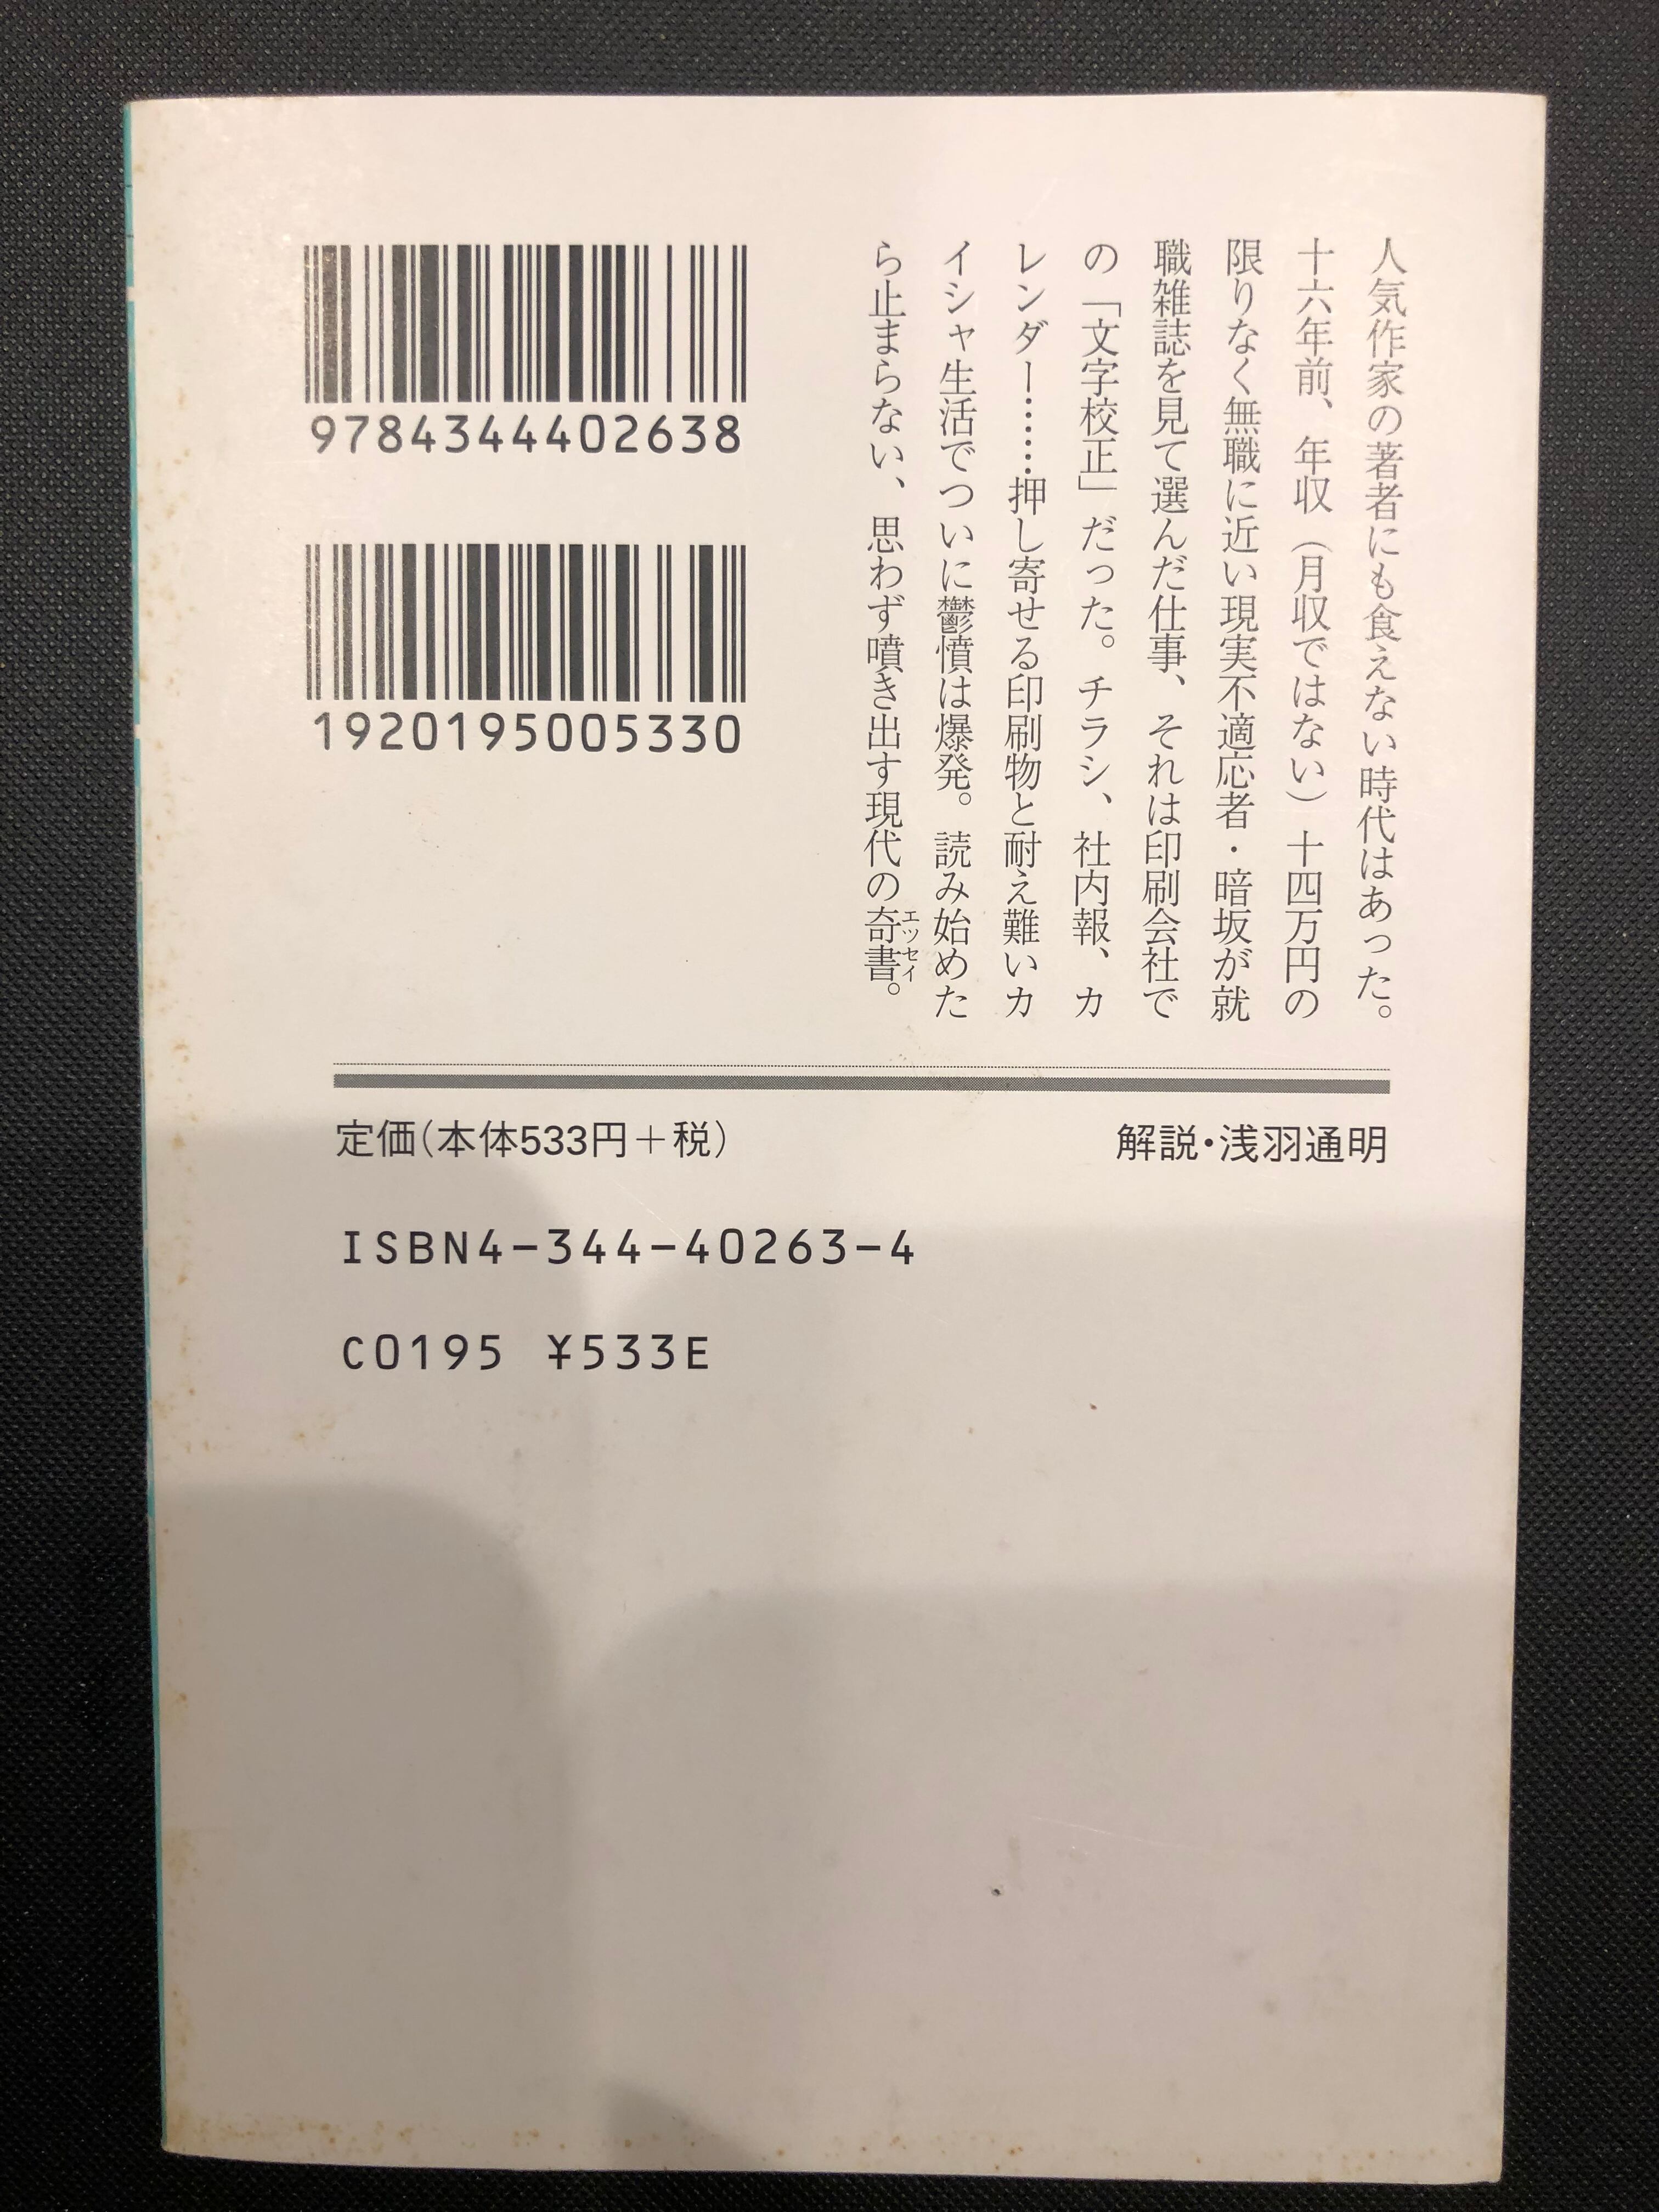 人気作家の著者にも食えない時代はあった。
十六年前、年収（月収ではない）十四万円の
限りなく無職に近い現実不適応者・暗坂が就
職雑誌を見て選んだ仕事、それは印刷会社で
の「文字校正」だった。チラシ、社内報、カ
レンダー……押し寄せる印刷物と耐え難いカ
イシャ生活でついに鬱憤は爆発。読み始めた
ら止まらない、思わず噴き出す現代の奇書。
エッセイ
9784344402638
1920195005330
解説・浅羽通明
定価（本体533円＋税）
ISBN4-344-40263-4
C0195 ¥533E